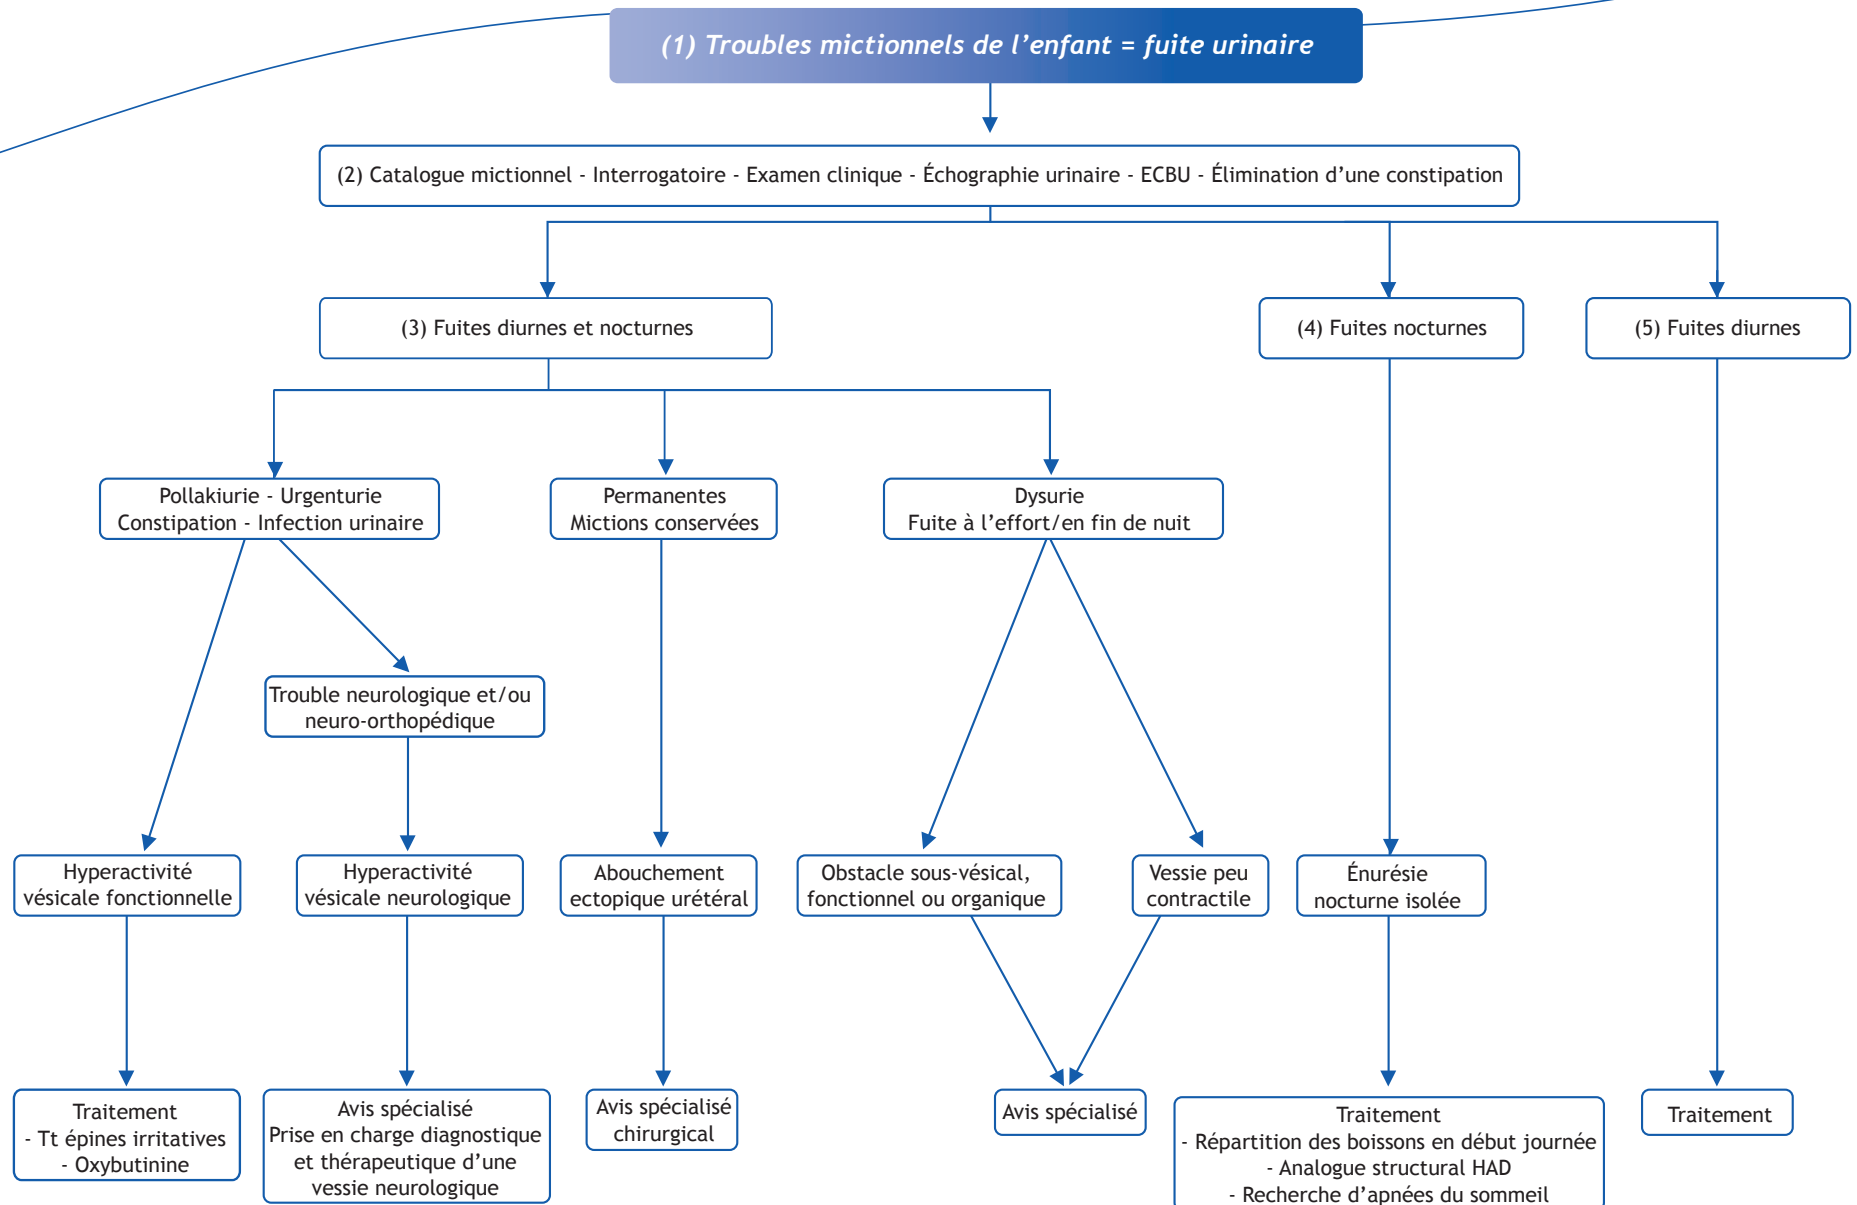 (1) Troubles mictionnels de l’enfant = fuite urinaire
(2) Catalogue mictionnel - Interrogatoire - Examen clinique - Échographie urinaire - ECBU - Élimination d’une constipation
(3) Fuites diurnes et nocturnes
(4) Fuites nocturnes
(5) Fuites diurnes
Pollakiurie - Urgenturie
Constipation - Infection urinaire
Permanentes
Mictions conservées
Dysurie
Fuite à l’effort/en fin de nuit
Trouble neurologique et/ou
neuro-orthopédique
Hyperactivité
vésicale fonctionnelle
Hyperactivité
vésicale neurologique
Abouchement
ectopique urétéral
Obstacle sous-vésical,
fonctionnel ou organique
Vessie peu
contractile
Énurésie
nocturne isolée
Traitement
- Tt épines irritatives
- Oxybutinine
Avis spécialisé
Prise en charge diagnostique
et thérapeutique d’une
vessie neurologique
Avis spécialisé
chirurgical
Avis spécialisé
Traitement
- Répartition des boissons en début journée
- Analogue structural HAD
- Recherche d’apnées du sommeil
Traitement